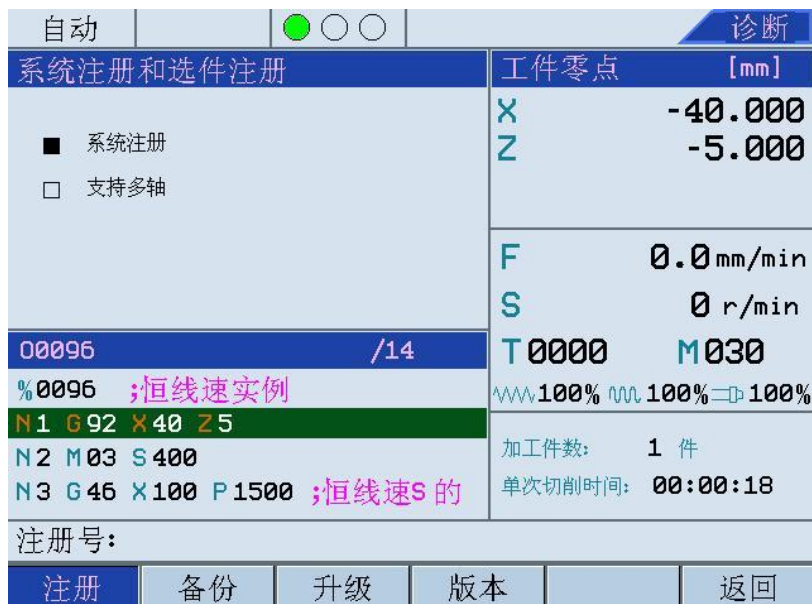 自动 诊断
系统注册和选件注册
系统注册
支持多轴
O0096 /14
%0096 ;恒线速实例
N1 G92 X40 Z5
N2 M03 S400
N3 G46 X100 P1500 ;恒线速S 的
工件零点 [mm]
X -40.000
Z -5.000
F 0.0 mm/min
S 0 r/min
T0000 M030
100% 100% 100%
加工件数: 1 件
单次切削时间: 00:00:18
注册号:
注册 备份 升级 版本 返回